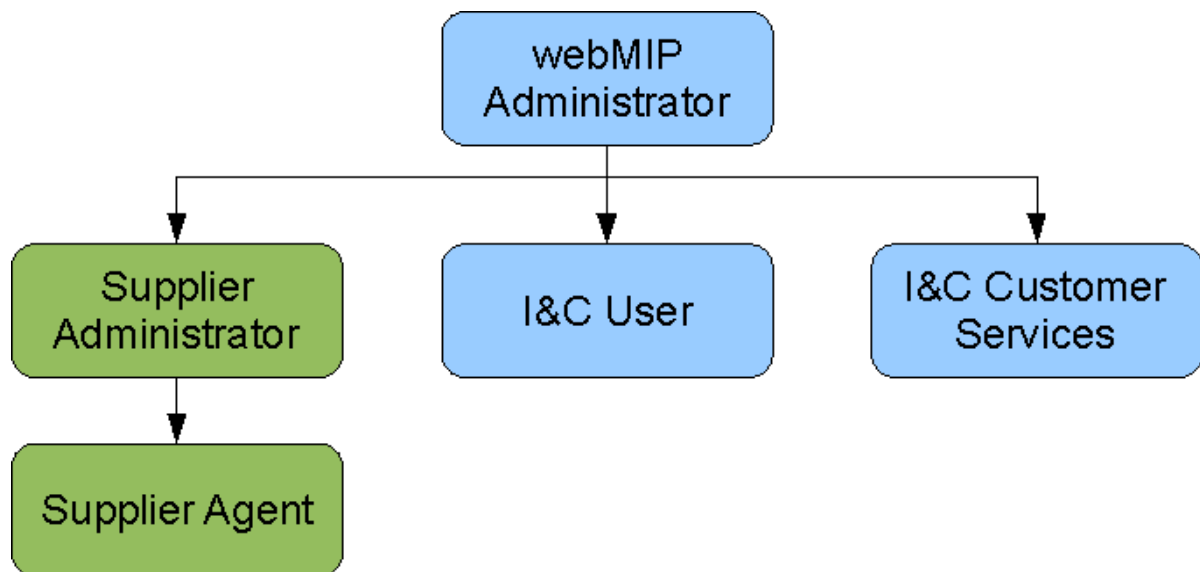 webMIP
Administrator
Supplier
Administrator
I&C User
I&C Customer
Services
Supplier Agent